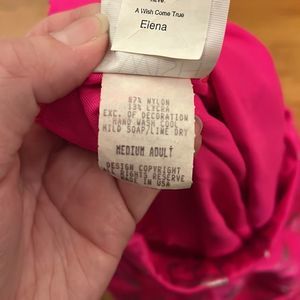 A Wish Come True
Elena
87% NYLON
13% LYCRA
EXC. OF DECORATION
HAND WASH COOL
MILD SOAP/LINE DRY
MEDIUM ADULT
DESIGN COPYRIGHT
ALL RIGHTS RESERVE
MADE IN USA